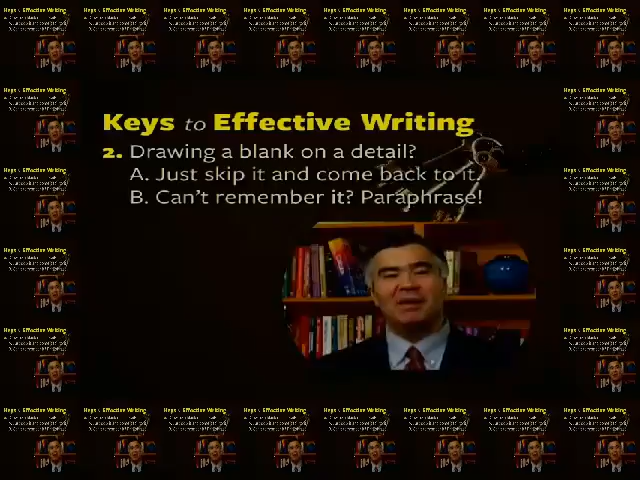 Keys to Effective Writing
2. Drawing a blank on a detail?
A. Just skip it and come back to it.
B. Can't remember it? Paraphrase!